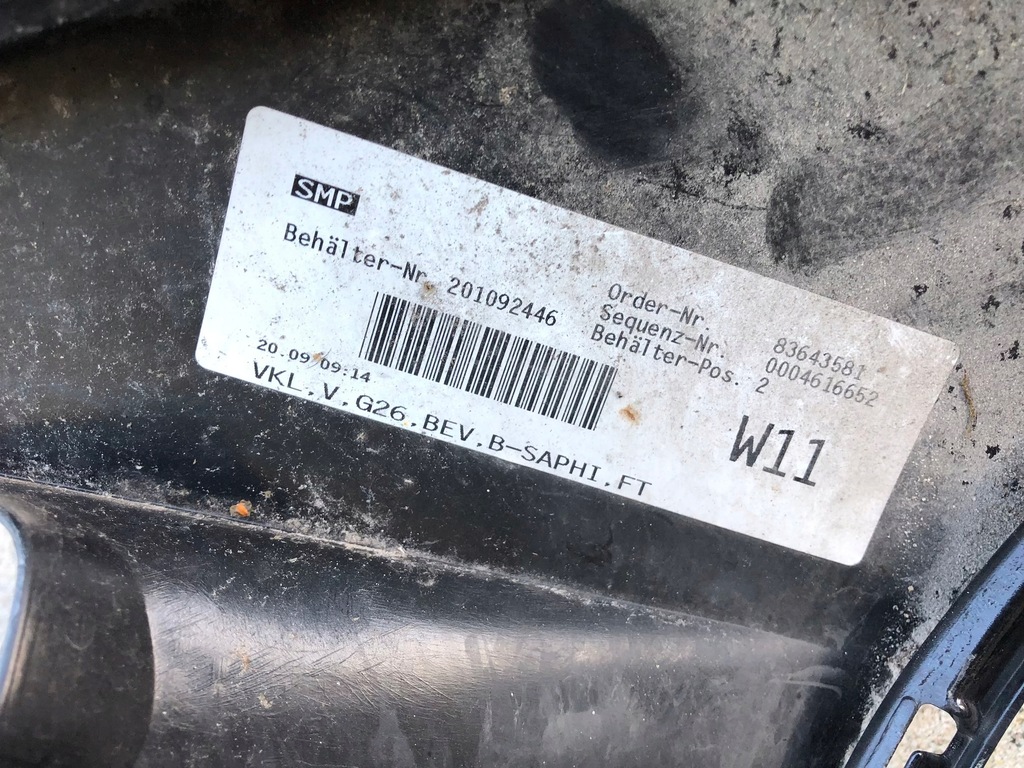 SMP
Behälter-Nr. 201092446
Order-Nr. 83643581
Sequenz-Nr. 0004616652
Behälter-Pos. 2
20.09 09:14
W11
VKL,V,G26,BEV,B-SAPHI,FT